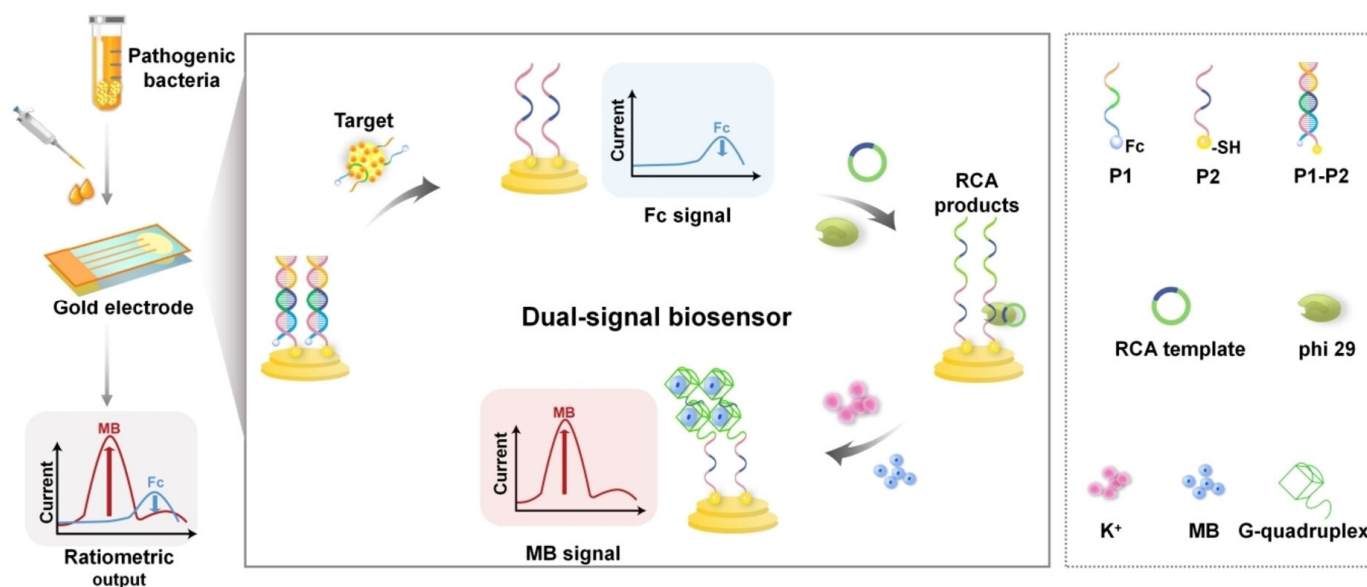 Pathogenic
bacteria
Gold electrode
Current
MB
Fc
Ratiometric
output
Target
Current
Fc
Fc signal
RCA
products
Dual-signal biosensor
Current
MB
MB signal
Fc
-SH
P1
P2
P1-P2
RCA template
phi 29
K⁺
MB
G-quadruplex